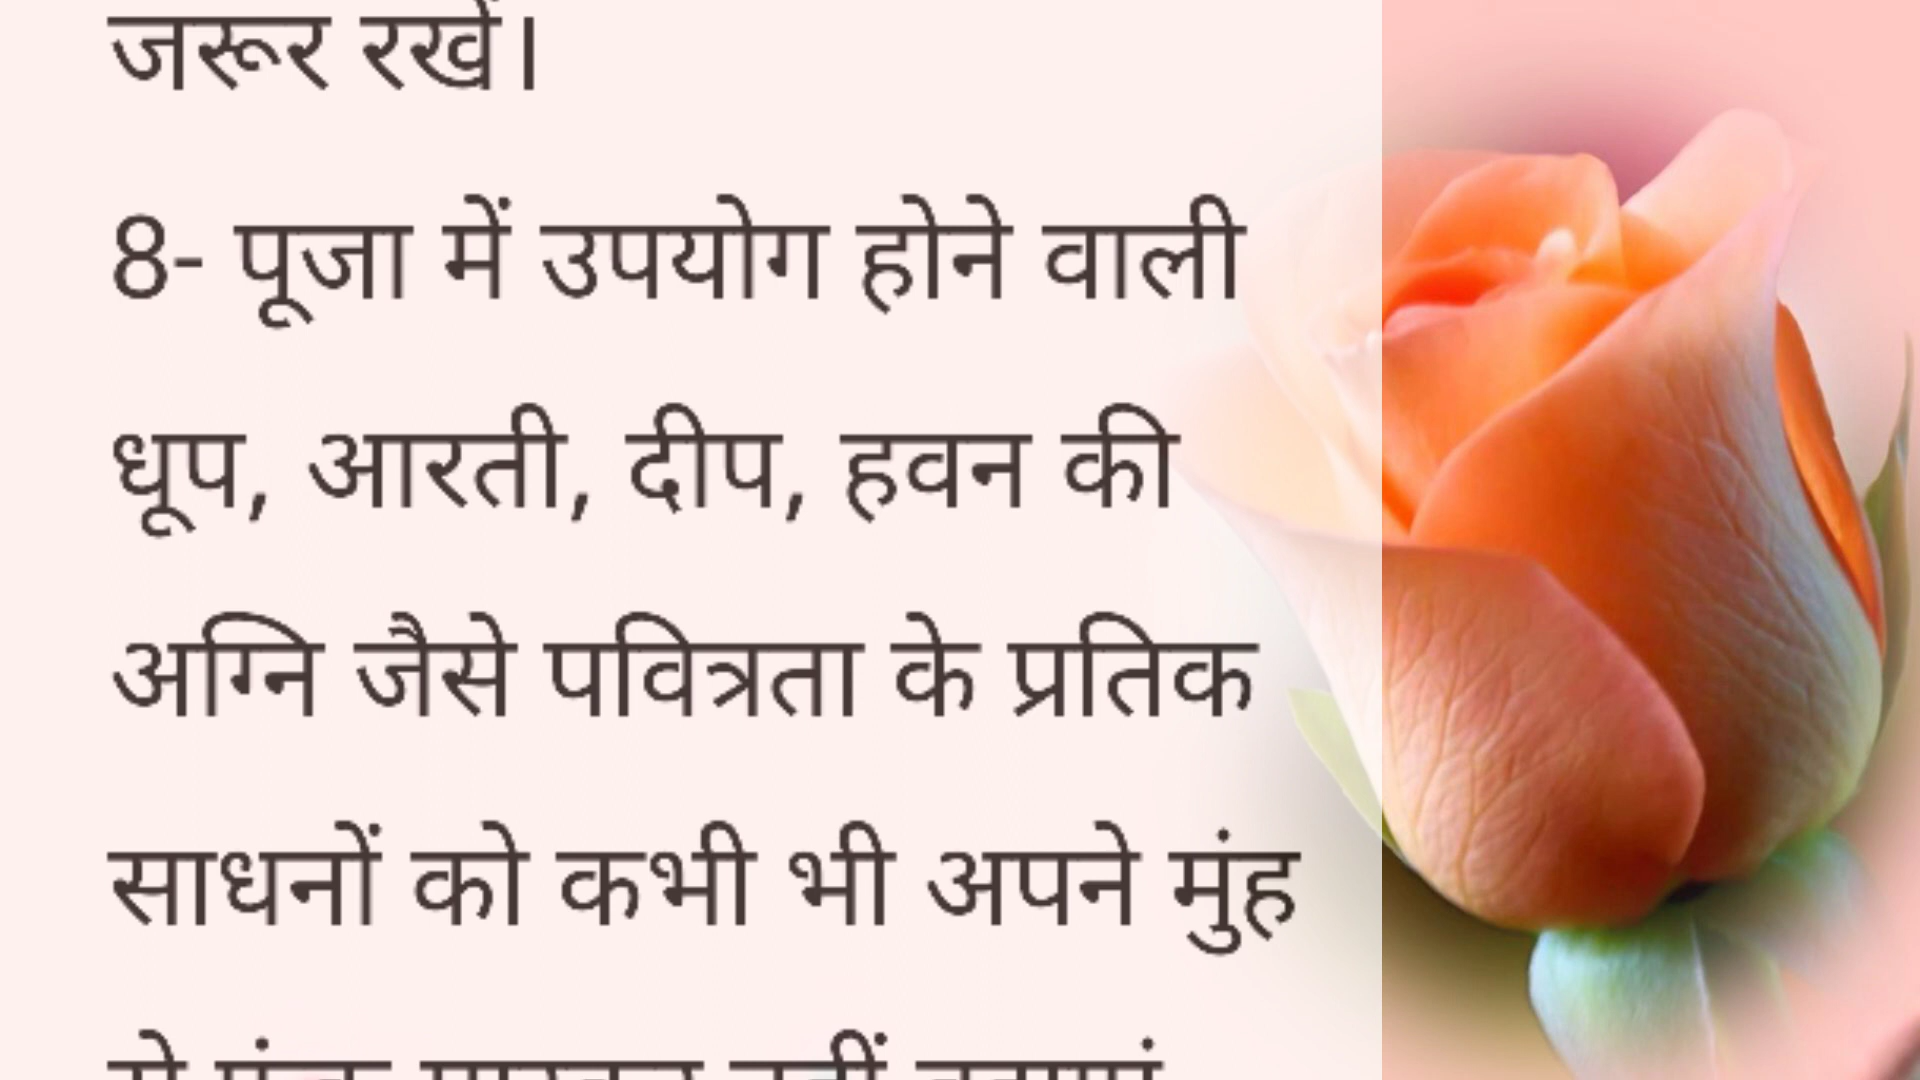 जरूर रखें।
8- पूजा में उपयोग होने वाली
धूप, आरती, दीप, हवन की
अग्नि जैसे पवित्रता के प्रतिक
साधनों को कभी भी अपने मुंह